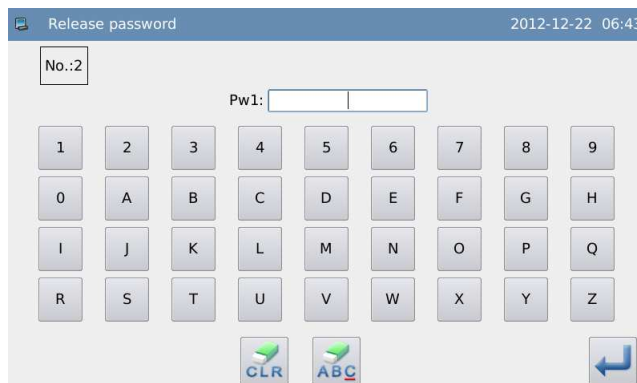 Release password 2012-12-22 06:43
No.:2
Pw1:
1 2 3 4 5 6 7 8 9
0 A B C D E F G H
I J K L M N O P Q
R S T U V W X Y Z
CLR ABC